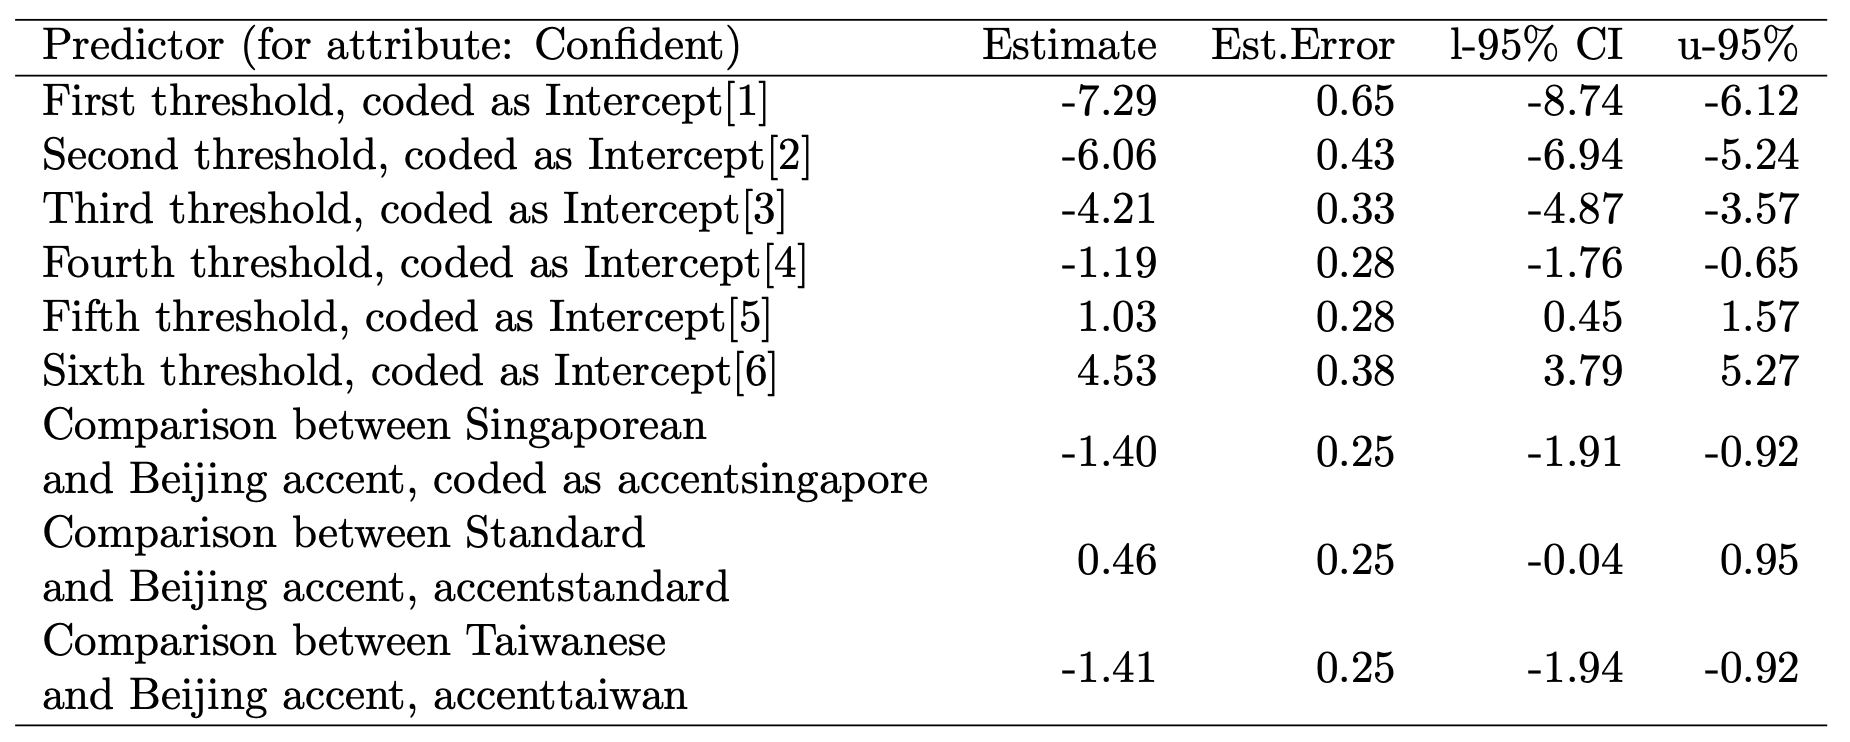 Predictor (for attribute: Confident) Estimate Est.Error l-95% CI u-95%
First threshold, coded as Intercept[1] -7.29 0.65 -8.74 -6.12
Second threshold, coded as Intercept[2] -6.06 0.43 -6.94 -5.24
Third threshold, coded as Intercept[3] -4.21 0.33 -4.87 -3.57
Fourth threshold, coded as Intercept[4] -1.19 0.28 -1.76 -0.65
Fifth threshold, coded as Intercept[5] 1.03 0.28 0.45 1.57
Sixth threshold, coded as Intercept[6] 4.53 0.38 3.79 5.27
Comparison between Singaporean
and Beijing accent, coded as accentsingapore -1.40 0.25 -1.91 -0.92
Comparison between Standard
and Beijing accent, accentstandard 0.46 0.25 -0.04 0.95
Comparison between Taiwanese
and Beijing accent, accenttaiwan -1.41 0.25 -1.94 -0.92